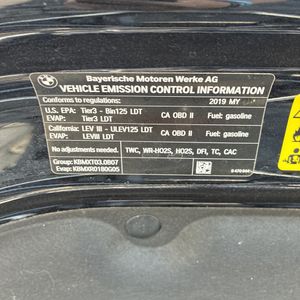 Bayerische Motoren Werke AG
VEHICLE EMISSION CONTROL INFORMATION
Conforms to regulations: 2019 MY
U.S. EPA: Tier3 - Bin125 LDT CA OBD II Fuel: gasoline
EVAP: Tier3 LDT
California: LEV III - ULEV125 LDT CA OBD II Fuel: gasoline
EVAP: LEVIII LDT
No adjustments needed. TWC, WR-HO2S, HO2S, DFI, TC, CAC
Group: KBMXT03.0B07
Evap: KBMXR0180G05